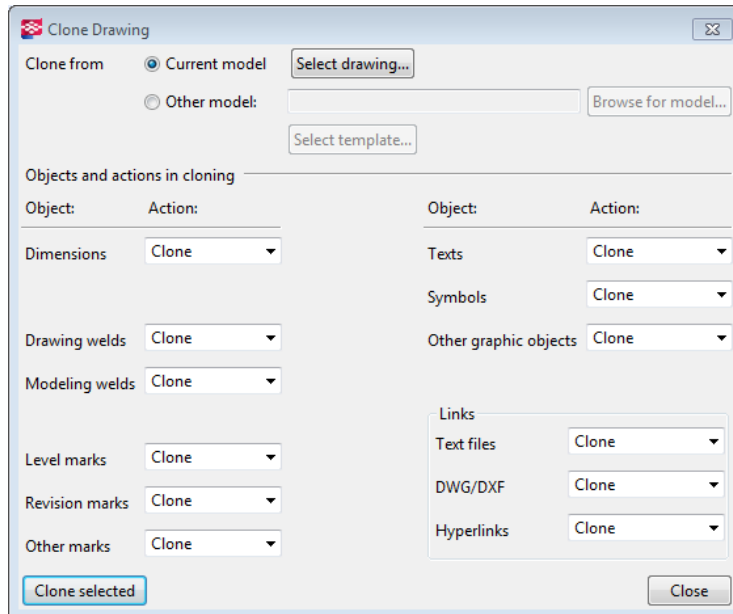 Clone Drawing
Clone from Current model Select drawing...
Other model: Browse for model...
Select template...
Objects and actions in cloning
Object: Action: Object: Action:
Dimensions Clone Texts Clone
Symbols Clone
Drawing welds Clone Other graphic objects Clone
Modeling welds Clone
Links
Level marks Clone Text files Clone
Revision marks Clone DWG/DXF Clone
Other marks Clone Hyperlinks Clone
Clone selected Close